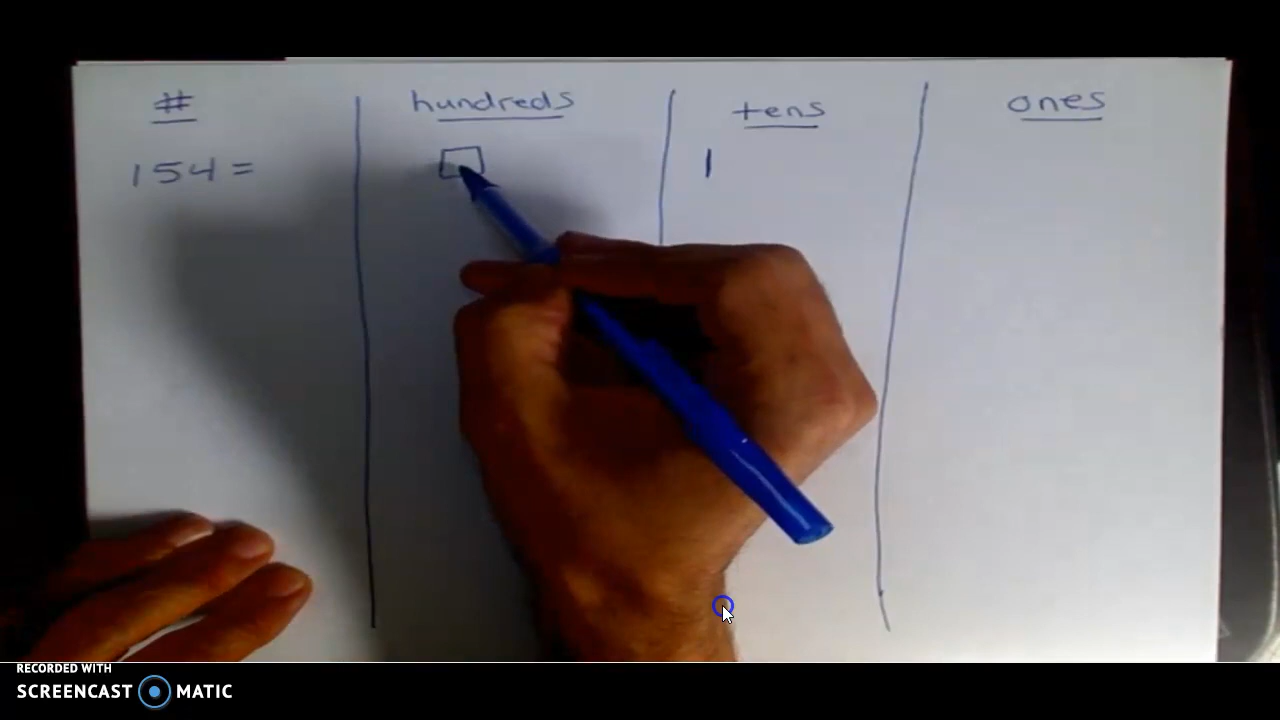 # hundreds tens ones
154 = 1
RECORDED WITH
SCREENCAST MATIC